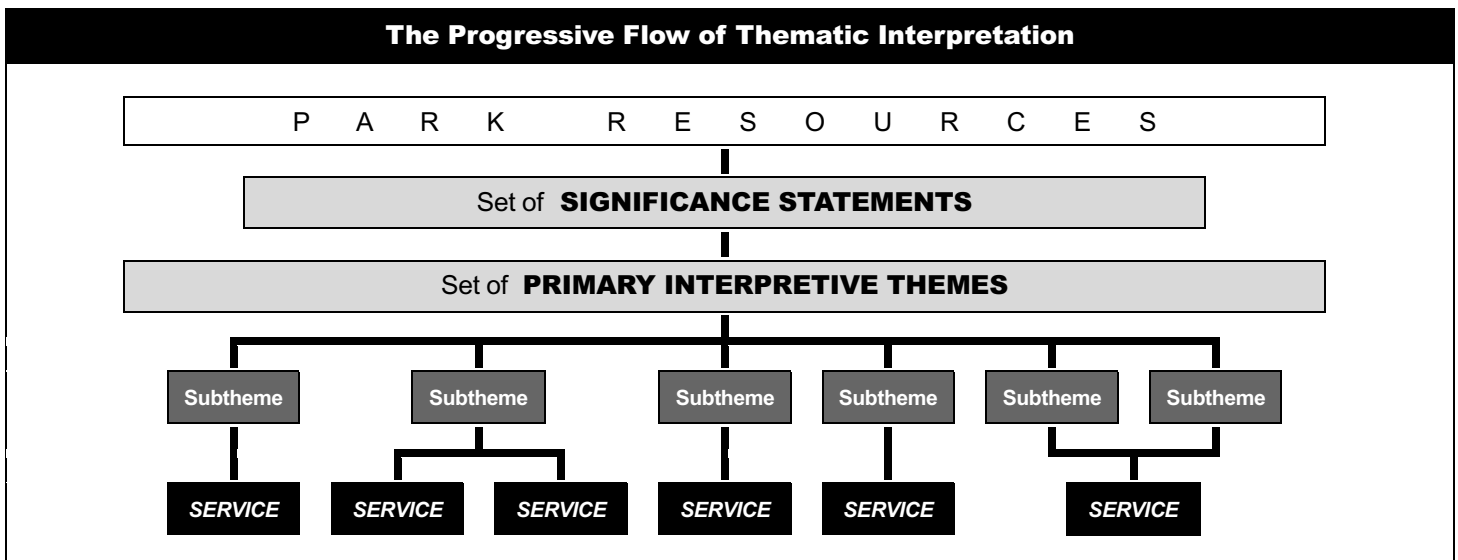 The Progressive Flow of Thematic Interpretation
P A R K R E S O U R C E S
Set of SIGNIFICANCE STATEMENTS
Set of PRIMARY INTERPRETIVE THEMES
Subtheme Subtheme Subtheme Subtheme Subtheme Subtheme
SERVICE SERVICE SERVICE SERVICE SERVICE SERVICE